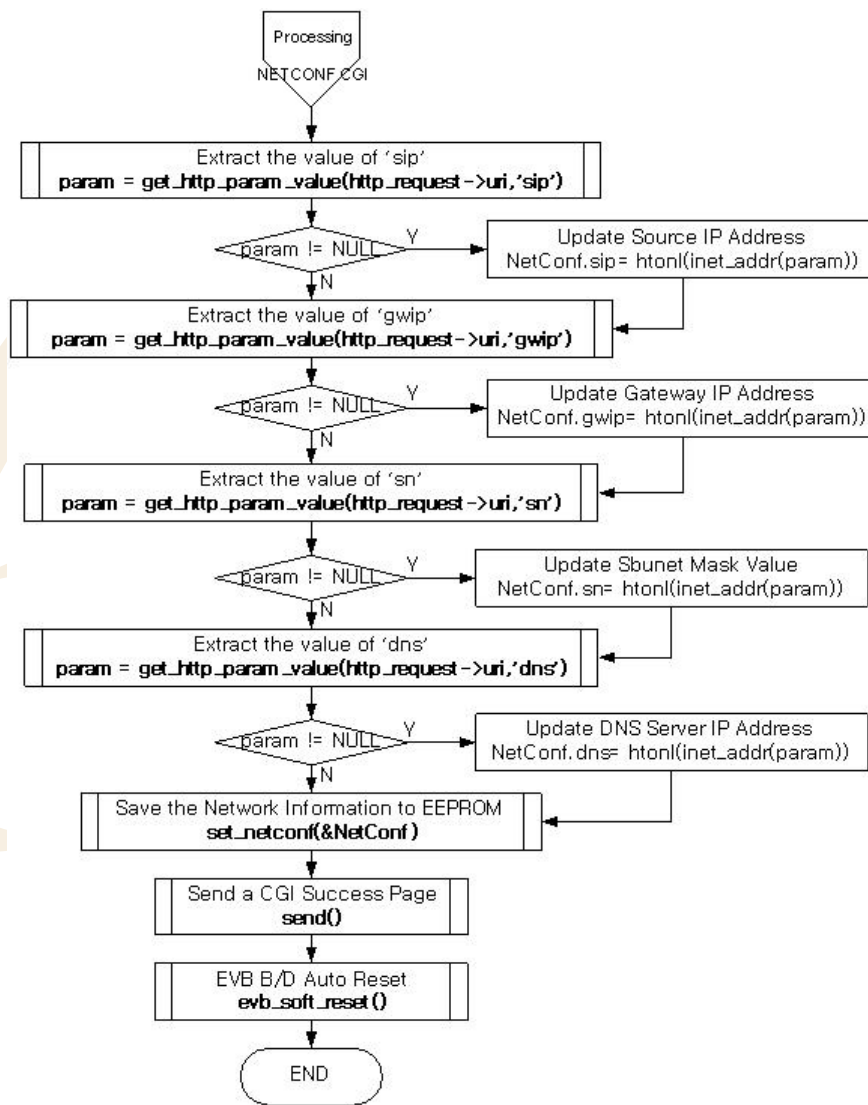 Processing
NETCONF.CGI
Extract the value of 'sip'
param = get_http_param_value(http_request->uri,'sip')
param != NULL
Y
N
Update Source IP Address
NetConf.sip= htonl(inet_addr(param))
Extract the value of 'gwip'
param = get_http_param_value(http_request->uri,'gwip')
param != NULL
Y
N
Update Gateway IP Address
NetConf.gwip= htonl(inet_addr(param))
Extract the value of 'sn'
param = get_http_param_value(http_request->uri,'sn')
param != NULL
Y
N
Update Sbunet Mask Value
NetConf.sn= htonl(inet_addr(param))
Extract the value of 'dns'
param = get_http_param_value(http_request->uri,'dns')
param != NULL
Y
N
Update DNS Server IP Address
NetConf.dns= htonl(inet_addr(param))
Save the Network Information to EEPROM
set_netconf(&NetConf)
Send a CGI Success Page
send()
EVB B/D Auto Reset
evb_soft_reset()
END